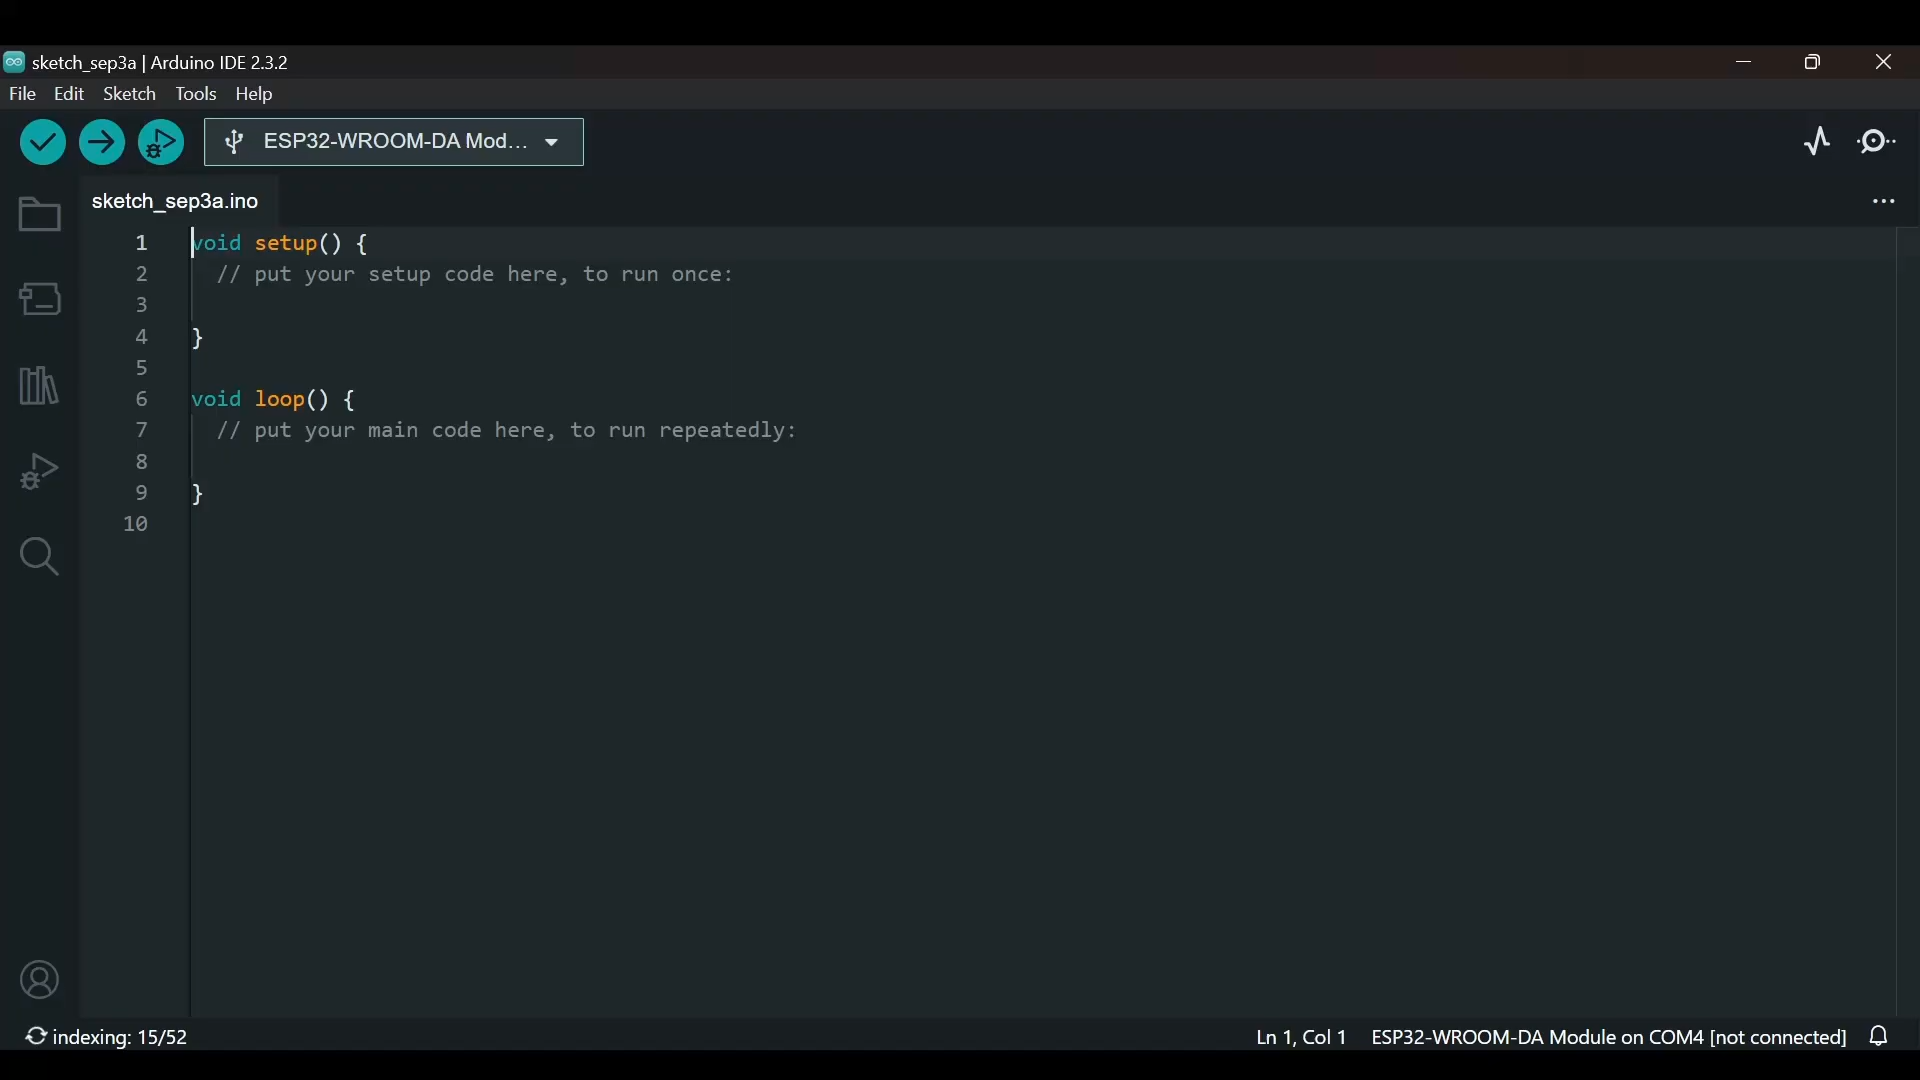 sketch_sep3a | Arduino IDE 2.3.2
File Edit Sketch Tools Help
ESP32-WROOM-DA Mod...
sketch_sep3a.ino
1 void setup() {
2 // put your setup code here, to run once:
3
4 }
5
6 void loop() {
7 // put your main code here, to run repeatedly:
8
9 }
10
indexing: 15/52 Ln 1, Col 1 ESP32-WROOM-DA Module on COM4 [not connected]